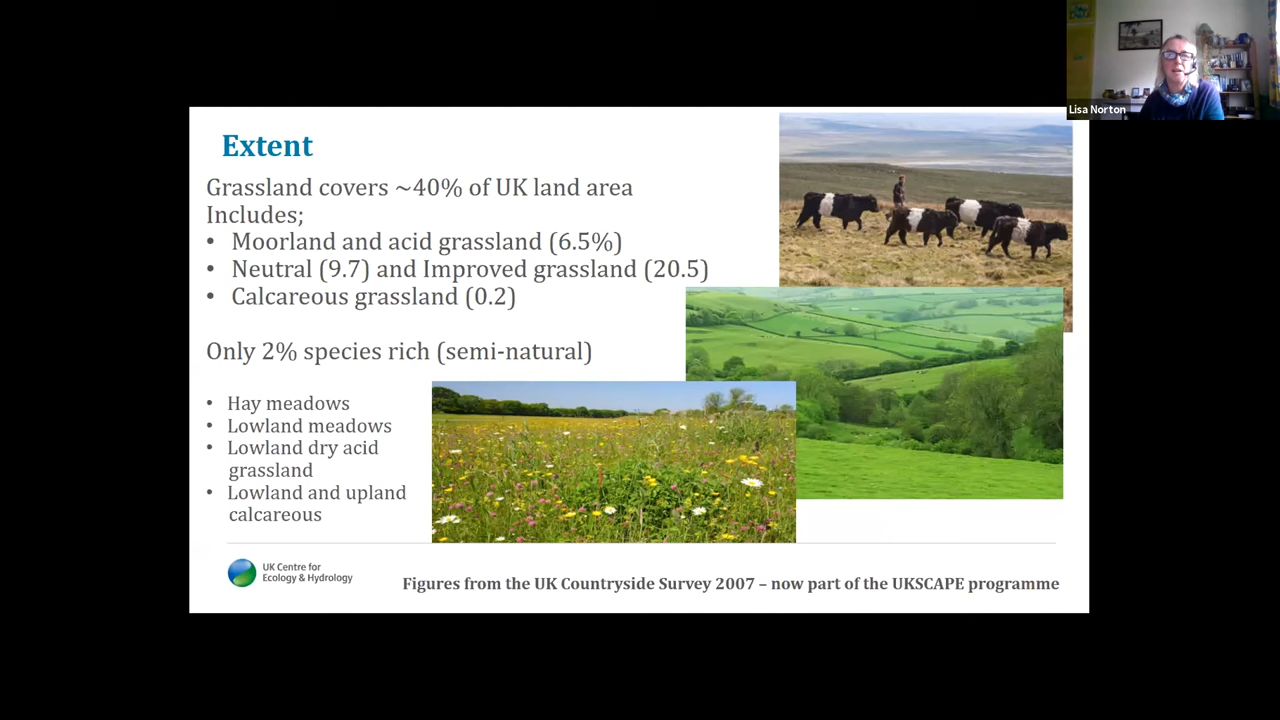 Lisa Norton
Extent
Grassland covers ~40% of UK land area
Includes;
• Moorland and acid grassland (6.5%)
• Neutral (9.7) and Improved grassland (20.5)
• Calcareous grassland (0.2)
Only 2% species rich (semi-natural)
• Hay meadows
• Lowland meadows
• Lowland dry acid
grassland
• Lowland and upland
calcareous
UK Centre for
Ecology & Hydrology
Figures from the UK Countryside Survey 2007 – now part of the UKSCAPE programme